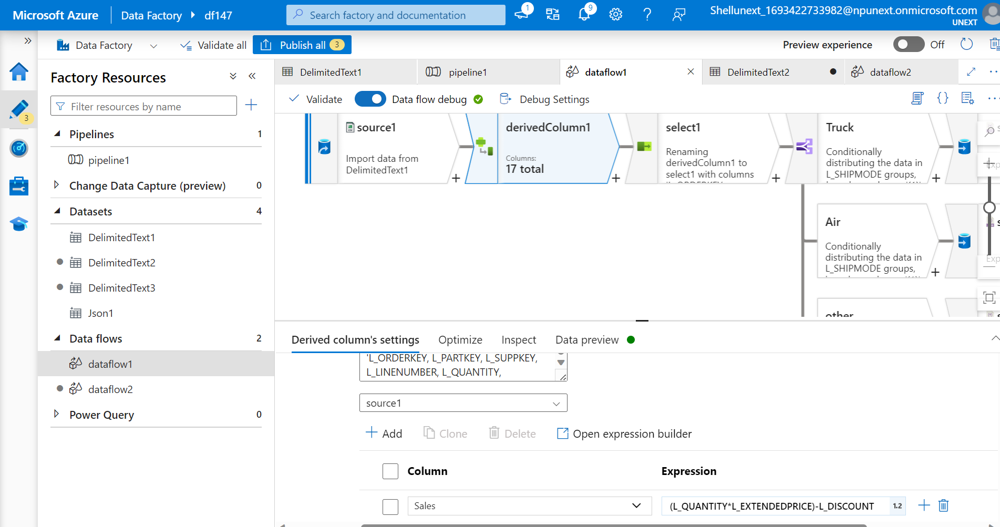 Microsoft Azure
Data Factory
df147
Search factory and documentation
1
9
Shellunext_1693422733982@npunext.onmicrosoft.com
UNEXT
Data Factory
Validate all
Publish all
3
Preview experience
Off
3
Factory Resources
Filter resources by name
Pipelines
1
pipeline1
Change Data Capture (preview)
0
Datasets
4
DelimitedText1
DelimitedText2
DelimitedText3
Json1
Data flows
2
dataflow1
dataflow2
Power Query
0
DelimitedText1
pipeline1
dataflow1
DelimitedText2
dataflow2
Validate
Data flow debug
Debug Settings
source1
Import data from
DelimitedText1
derivedColumn1
Columns:
17 total
select1
Renaming
derivedColumn1 to
select1 with columns
Truck
Conditionally
distributing the data in
L_SHIPMODE groups,
Air
Conditionally
distributing the data in
L_SHIPMODE groups,
other
Derived column's settings
Optimize
Inspect
Data preview
'L_ORDERKEY, L_PARTKEY, L_SUPPKEY,
L_LINENUMBER, L_QUANTITY,
source1
Add
Clone
Delete
Open expression builder
Column
Expression
Sales
(L_QUANTITY*L_EXTENDEDPRICE)-L_DISCOUNT
1.2